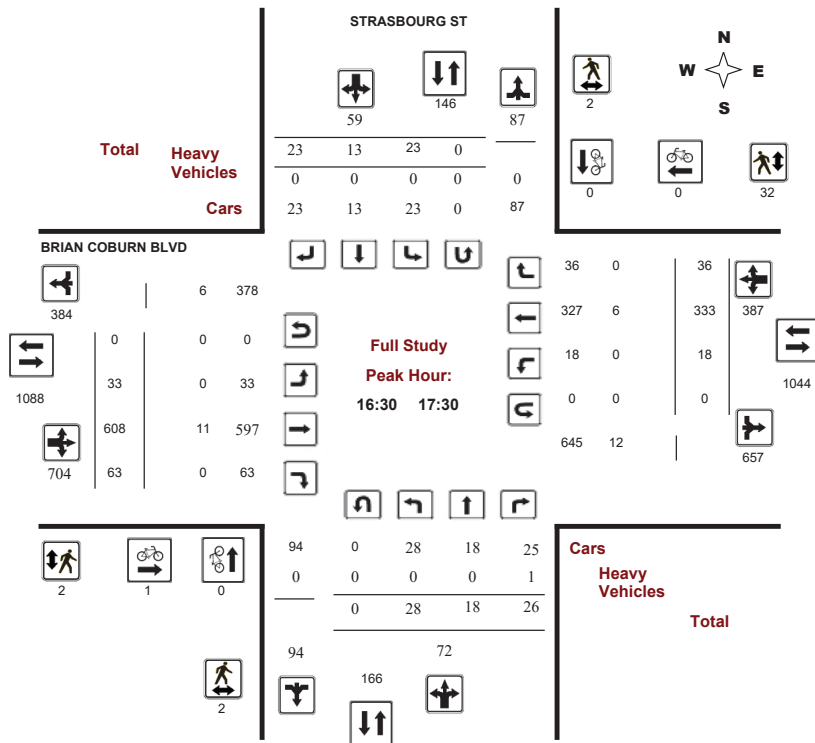 STRASBOURG ST
N
W E
S
59
146
87
2
Total
Heavy
Vehicles
Cars
23 13 23 0
0 0 0 0 0
23 13 23 0 87
0 0 32
BRIAN COBURN BLVD
384
6 378
1088
0 0 0
33 0 33
608 11 597
704
63 0 63
Full Study
Peak Hour:
16:30 17:30
36 0 36
387
327 6 333
18 0 18
1044
0 0 0
645 12
657
2
1
0
94 0 28 18 25
0 0 0 0 1
0 28 18 26
94 72
166
2
Cars
Heavy
Vehicles
Total